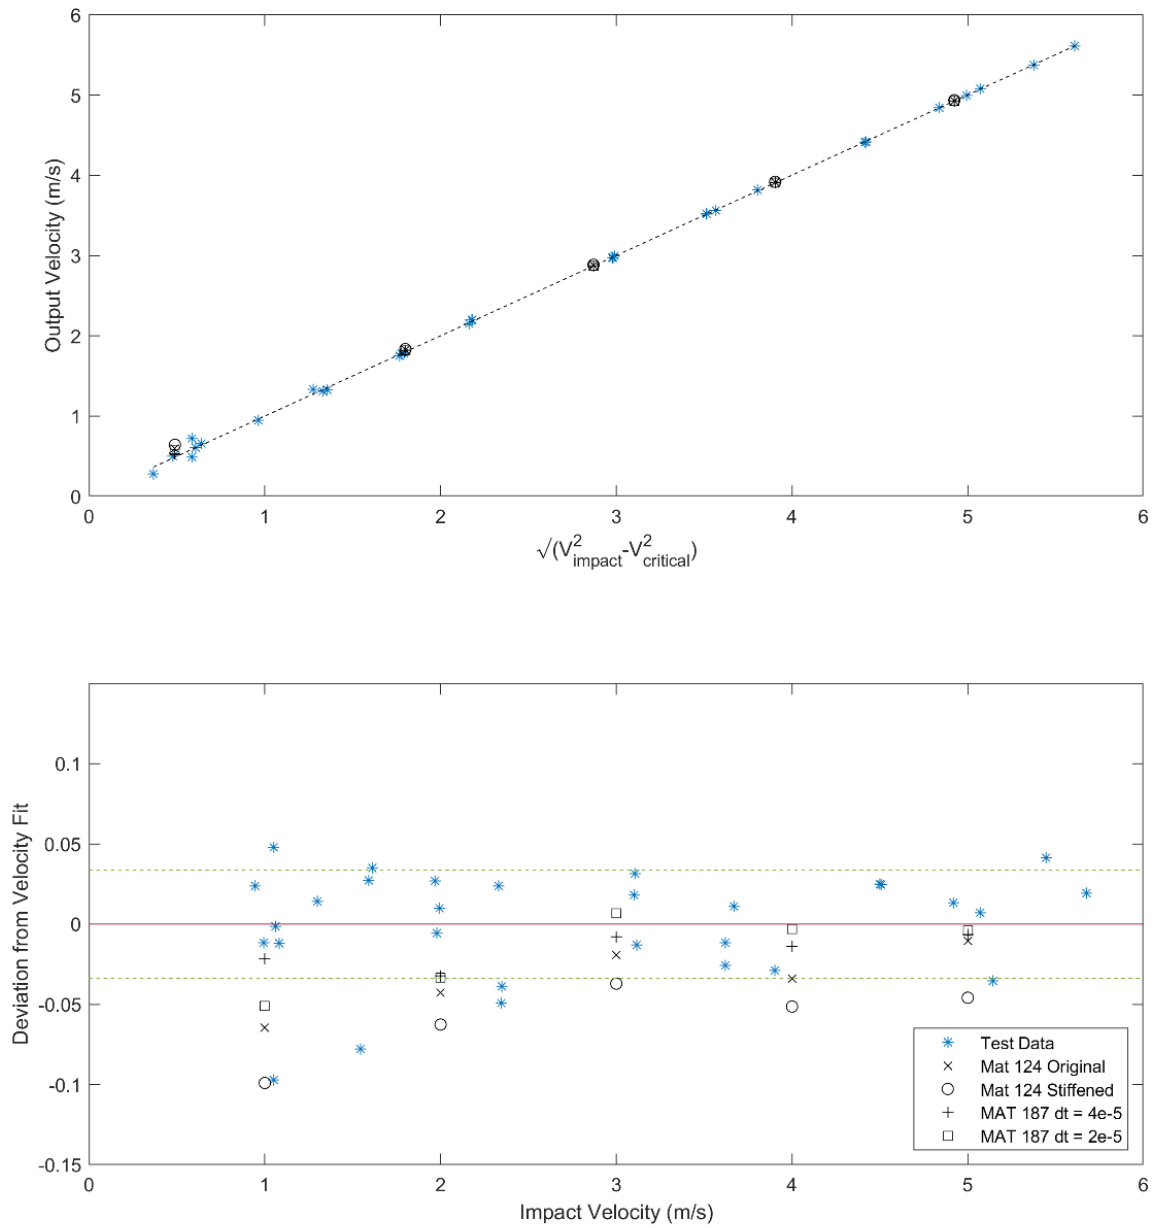 6
5
4
3
2
1
0
Output Velocity (m/s)
0 1 2 3 4 5 6
√(V²impact-V²critical)
0.1
0.05
0
-0.05
-0.1
-0.15
Deviation from Velocity Fit
Test Data
Mat 124 Original
Mat 124 Stiffened
MAT 187 dt = 4e-5
MAT 187 dt = 2e-5
0 1 2 3 4 5 6
Impact Velocity (m/s)